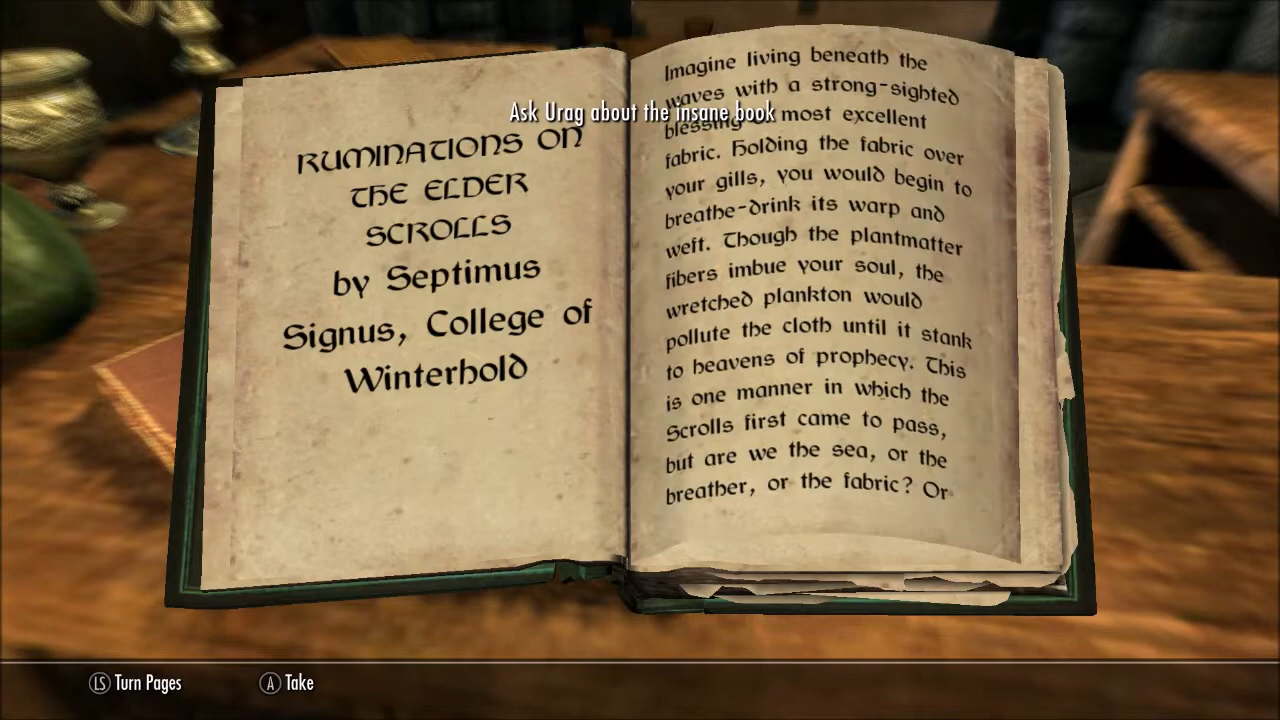 RUMINATIONS ON
THE ELDER
SCROLLS
by Septimus
Signus, College of
Winterhold
Ask Urag about the insane book
Imagine living beneath the
waves with a strong-sighted
blessing most excellent
fabric. Holding the fabric over
your gills, you would begin to
breathe-drink its warp and
weft. Though the plantmatter
fibers imbue your soul, the
wretched plankton would
pollute the cloth until it stank
to heavens of prophecy. This
is one manner in which the
Scrolls first came to pass,
but are we the sea, or the
breather, or the fabric? Or
LS Turn Pages
A Take